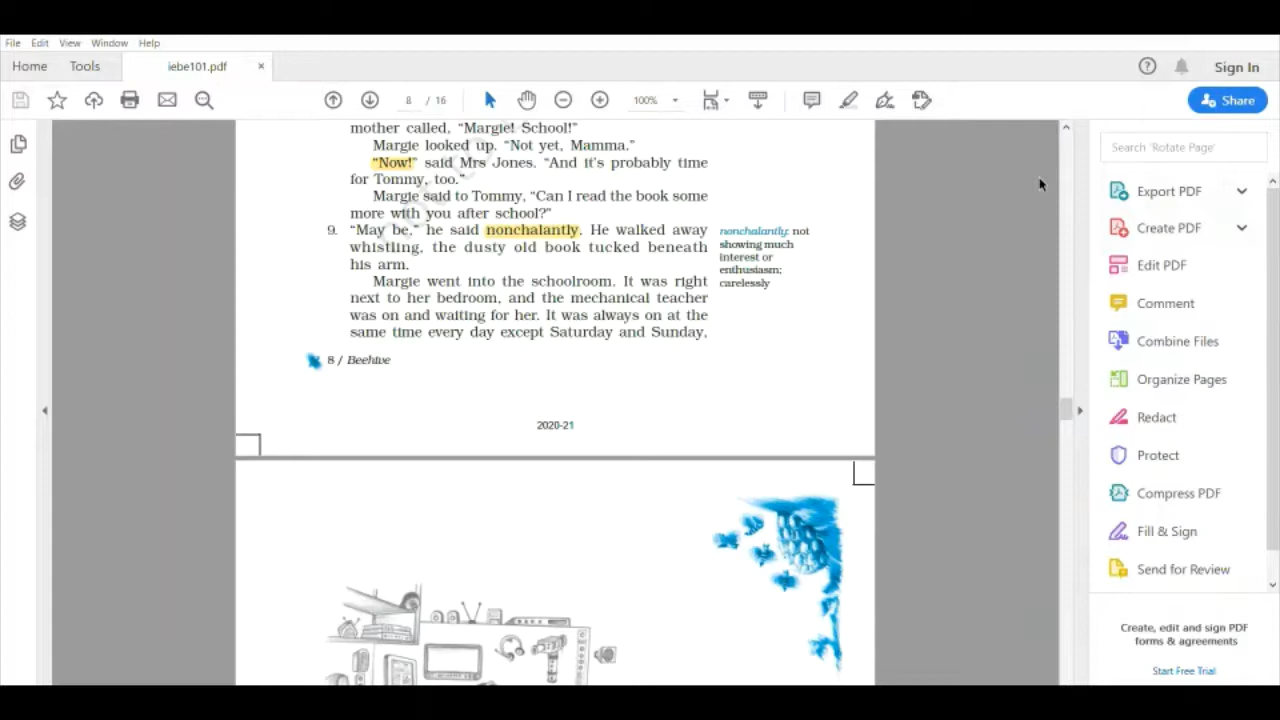 File Edit View Window Help
Home Tools iebe101.pdf × Sign In
8 / 16 100% Share
mother called, “Margie! School!”
Margie looked up. “Not yet, Mamma.”
“Now!” said Mrs Jones. “And it’s probably time
for Tommy, too.”
Margie said to Tommy, “Can I read the book some
more with you after school?”
9. “May be,” he said nonchalantly. He walked away
whistling, the dusty old book tucked beneath
his arm.
Margie went into the schoolroom. It was right
next to her bedroom, and the mechanical teacher
was on and waiting for her. It was always on at the
same time every day except Saturday and Sunday,
nonchalantly: not
showing much
interest or
enthusiasm;
carelessly
8 / Beehive
2020-21
Search 'Rotate Page'
Export PDF
Create PDF
Edit PDF
Comment
Combine Files
Organize Pages
Redact
Protect
Compress PDF
Fill & Sign
Send for Review
Create, edit and sign PDF
forms & agreements
Start Free Trial